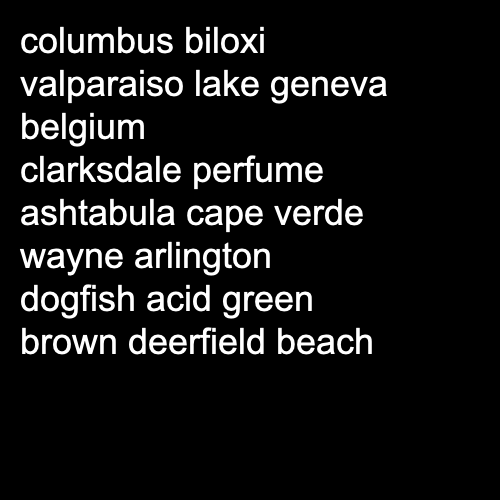 columbus biloxi
valparaiso lake geneva
belgium
clarksdale perfume
ashtabula cape verde
wayne arlington
dogfish acid green
brown deerfield beach